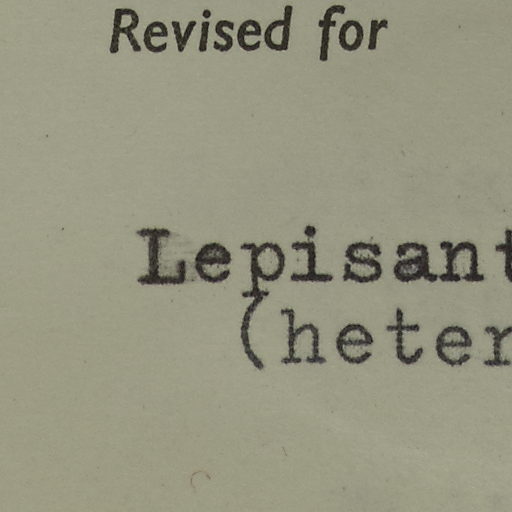 Revised for
Lepisant
(heter